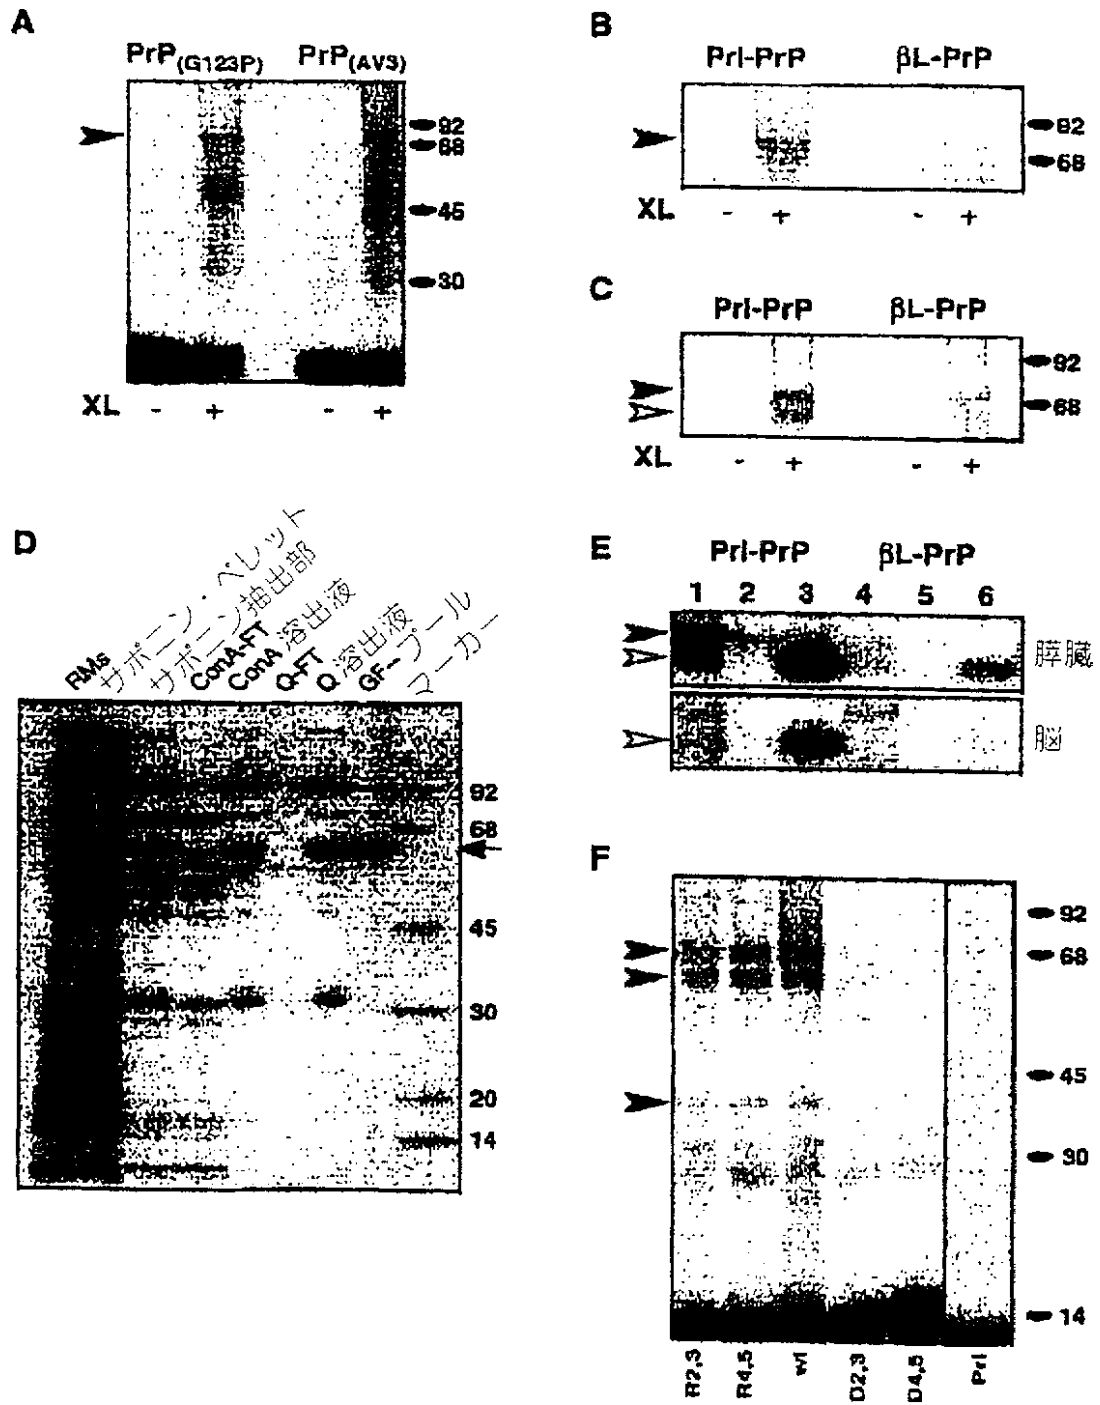 A
PrP(G123P) PrP(AV3)
92
68
45
30
XL - + - +
B
Prl-PrP βL-PrP
92
68
XL - + - +
C
Prl-PrP βL-PrP
92
68
XL - + - +
D
RMs
サポニン・ペレット
サポニン抽出部
ConA-FT
ConA 溶出液
Q-FT
Q 溶出液
GF-プール
マーカー
92
68
45
30
20
14
E
Prl-PrP βL-PrP
1 2 3 4 5 6
膵臓
脳
F
92
68
45
30
14
R2,3 R4,5 wt D2,3 D4,5 Prl